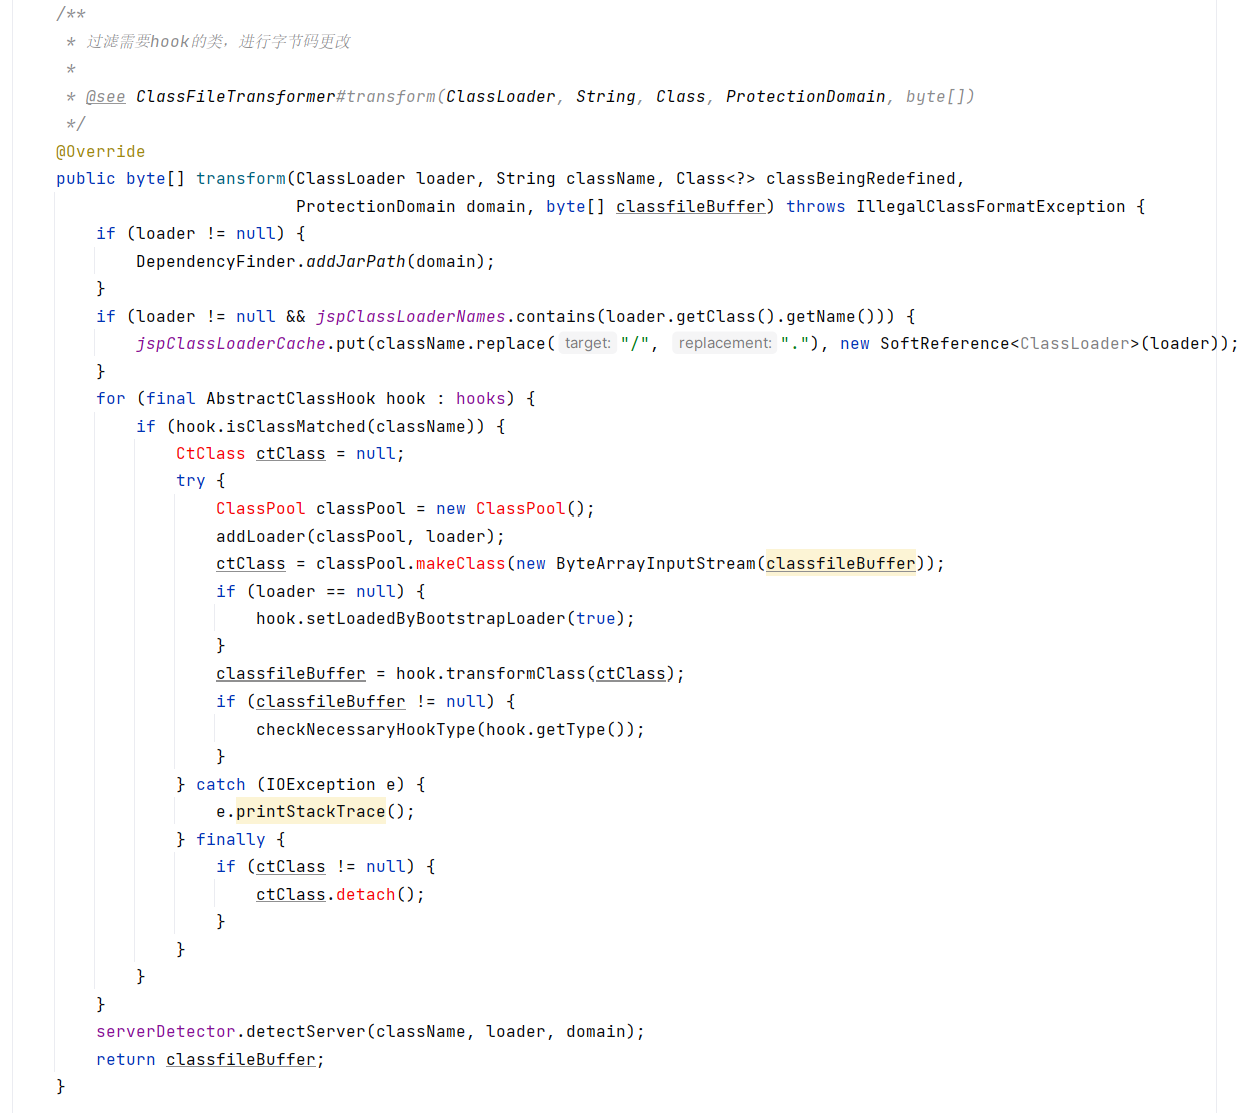 /**
 * 过滤需要hook的类，进行字节码更改
 *
 * @see ClassFileTransformer#transform(ClassLoader, String, Class, ProtectionDomain, byte[])
 */
@Override
public byte[] transform(ClassLoader loader, String className, Class<?> classBeingRedefined,
                        ProtectionDomain domain, byte[] classfileBuffer) throws IllegalClassFormatException {
    if (loader != null) {
        DependencyFinder.addJarPath(domain);
    }
    if (loader != null && jspClassLoaderNames.contains(loader.getClass().getName())) {
        jspClassLoaderCache.put(className.replace( target: "/", replacement: "."), new SoftReference<ClassLoader>(loader));
    }
    for (final AbstractClassHook hook : hooks) {
        if (hook.isClassMatched(className)) {
            CtClass ctClass = null;
            try {
                ClassPool classPool = new ClassPool();
                addLoader(classPool, loader);
                ctClass = classPool.makeClass(new ByteArrayInputStream(classfileBuffer));
                if (loader == null) {
                    hook.setLoadedByBootstrapLoader(true);
                }
                classfileBuffer = hook.transformClass(ctClass);
                if (classfileBuffer != null) {
                    checkNecessaryHookType(hook.getType());
                }
            } catch (IOException e) {
                e.printStackTrace();
            } finally {
                if (ctClass != null) {
                    ctClass.detach();
                }
            }
        }
    }
    serverDetector.detectServer(className, loader, domain);
    return classfileBuffer;
}